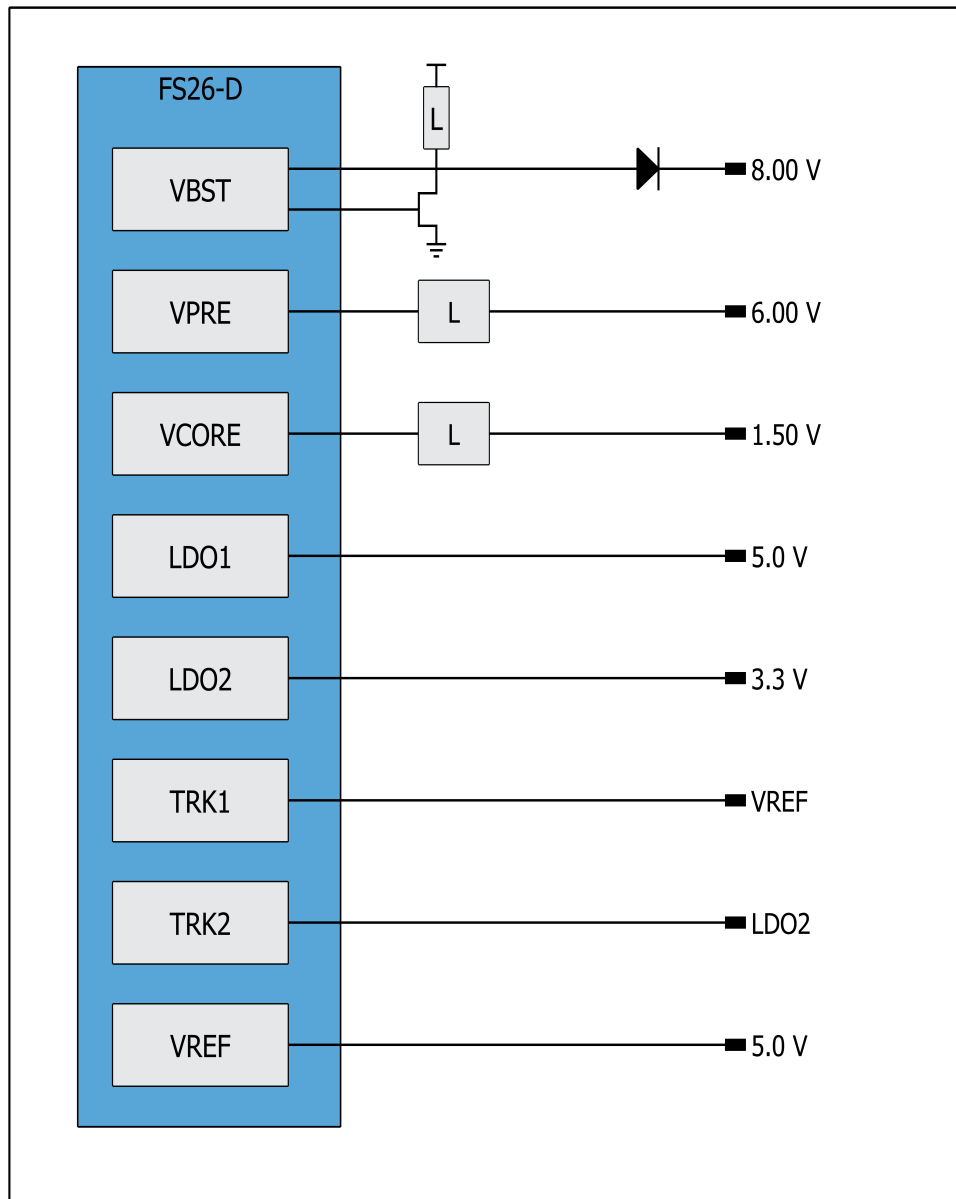 FS26-D
L
VBST
8.00 V
VPRE
L
6.00 V
VCORE
L
1.50 V
LDO1
5.0 V
LDO2
3.3 V
TRK1
VREF
TRK2
LDO2
VREF
5.0 V